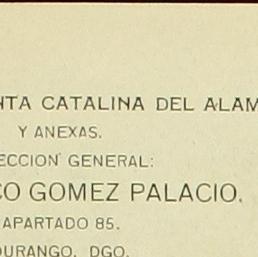 NTA CATALINA DEL ALAM
Y ANEXAS.
ECCION GENERAL:
CO GOMEZ PALACIO.
APARTADO 85.
DURANGO, DGO.